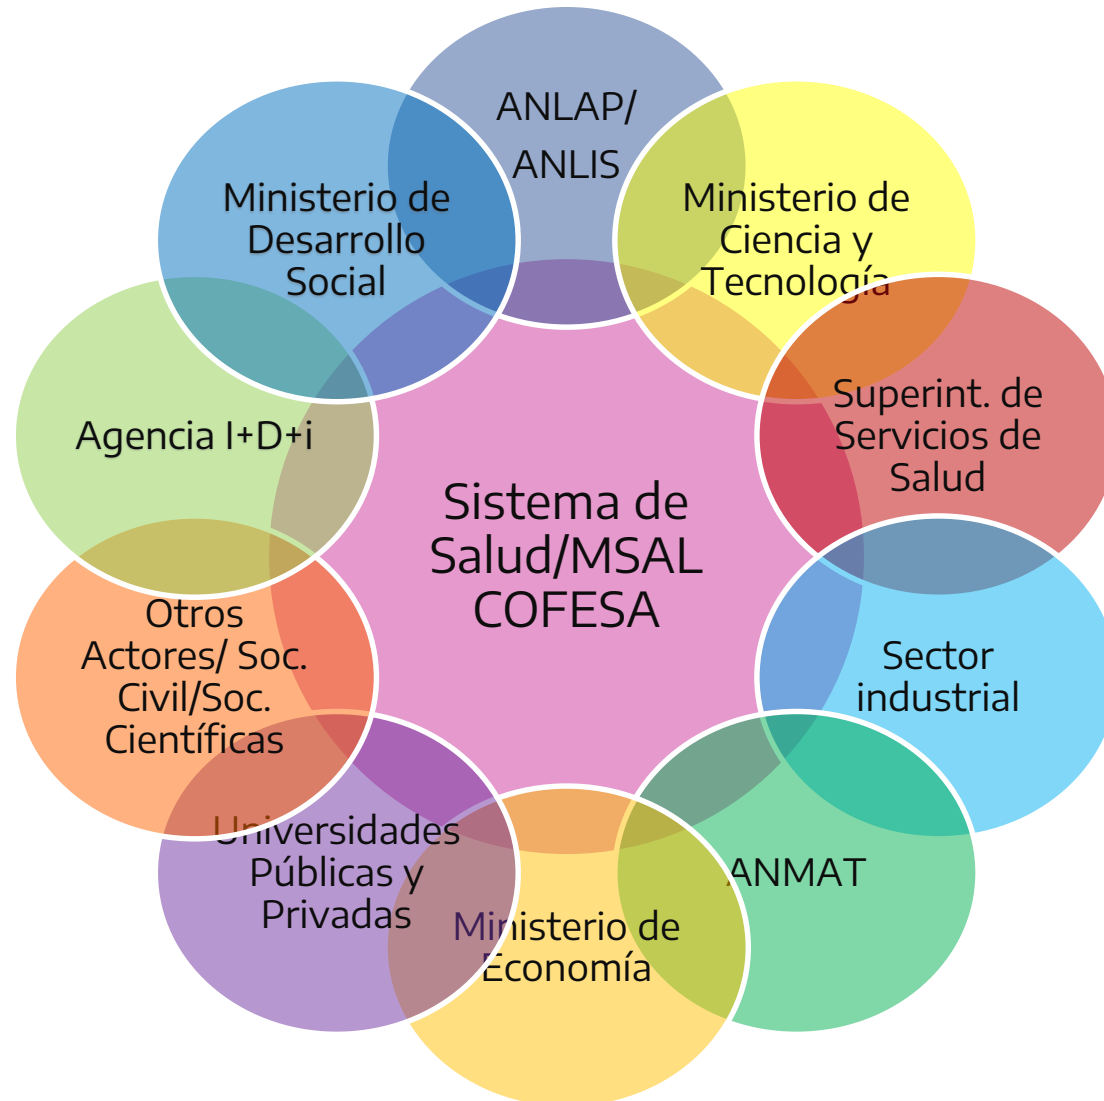 ANLAP/
ANLIS
Ministerio de
Ciencia y
Tecnología
Superint. de
Servicios de
Salud
Sector
industrial
ANMAT
Ministerio de
Economía
Universidades
Públicas y
Privadas
Otros
Actores/ Soc.
Civil/Soc.
Científicas
Agencia I+D+i
Ministerio de
Desarrollo
Social
Sistema de
Salud/MSAL
COFESA